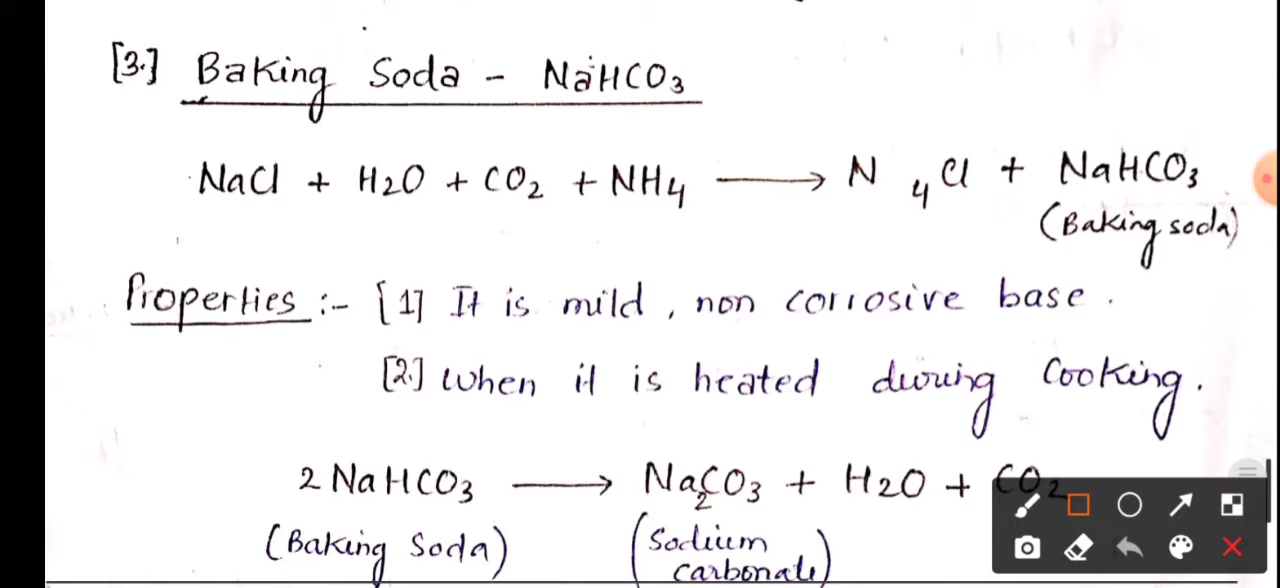 [3.] Baking Soda - NaHCO3
NaCl + H2O + CO2 + NH4 ⟶ N 4Cl + NaHCO3
(Baking soda)
Properties :- [1] It is mild, non corrosive base.
[2.] when it is heated during Cooking.
2 NaHCO3 ⟶ Na2CO3 + H2O + CO2
(Baking Soda) (Sodium
carbonate)